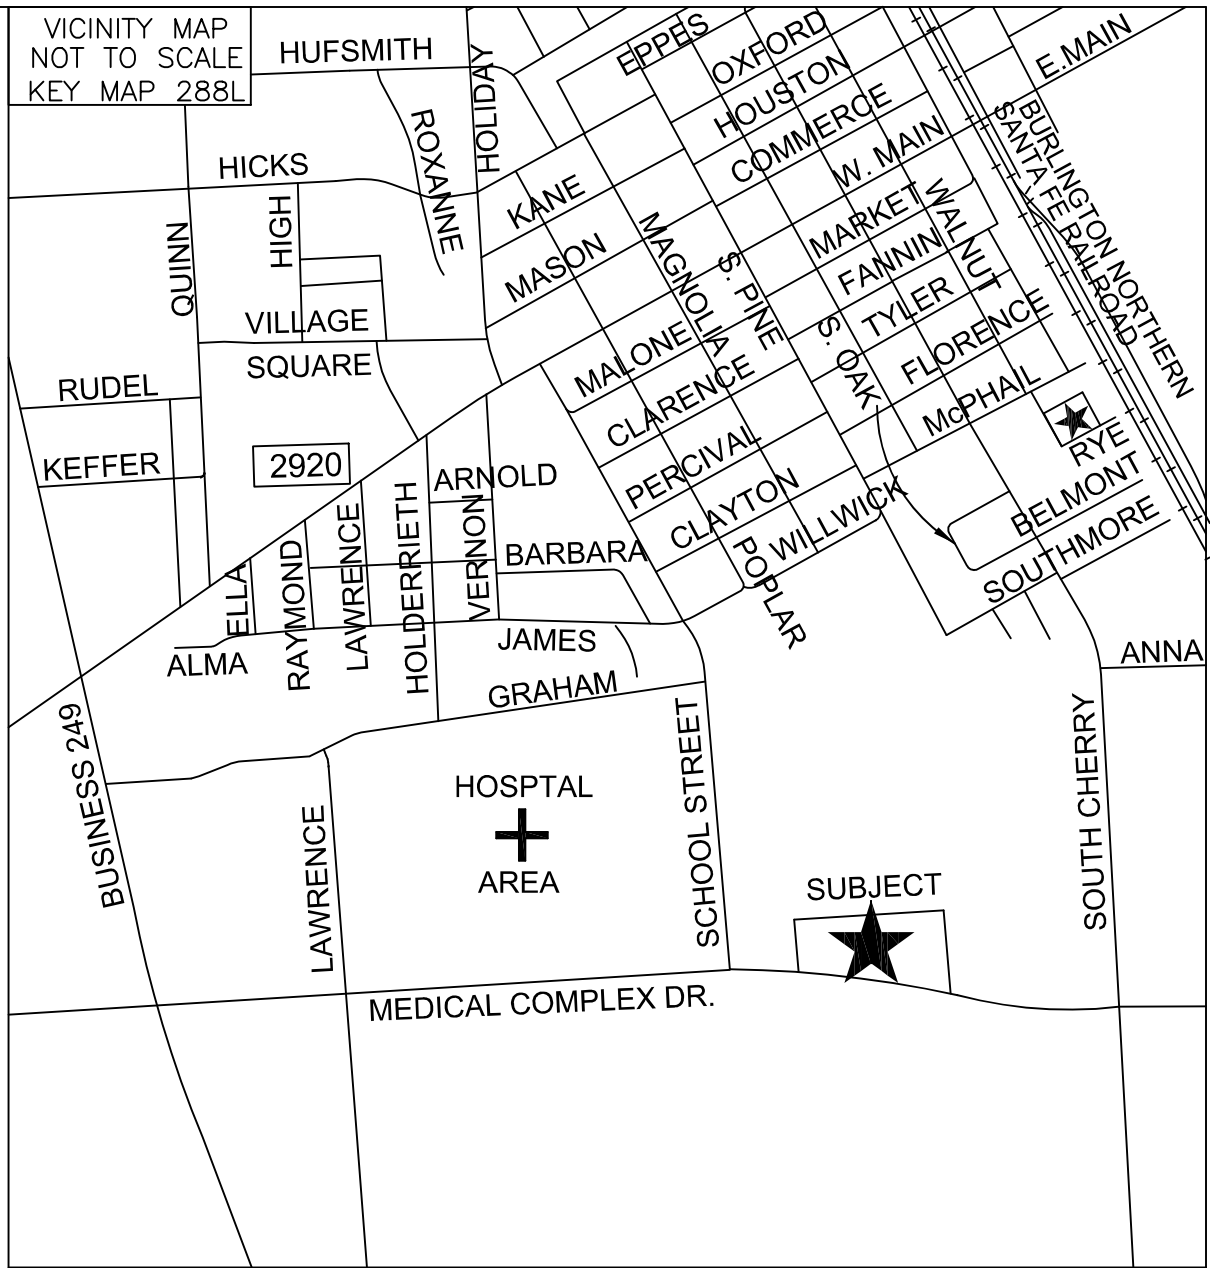 VICINITY MAP
NOT TO SCALE
KEY MAP 288L
HUFSMITH
HOLIDAY
ROXANNE
EPPES
OXFORD
HOUSTON
COMMERCE
W. MAIN
E.MAIN
BURLINGTON NORTHERN
SANTA FE RAILROAD
HICKS
HIGH
QUINN
KANE
MASON
MAGNOLIA
S. PINE
MARKET
WALNUT
FANNIN
TYLER
FLORENCE
S. OAK
McPHAIL
VILLAGE
SQUARE
MALONE
CLARENCE
PERCIVAL
CLAYTON
WILLWICK
POPLAR
RYE
BELMONT
SOUTHMORE
RUDEL
KEFFER
2920
ARNOLD
VERNON
BARBARA
ELLA
RAYMOND
LAWRENCE
HOLDERRIETH
ALMA
JAMES
GRAHAM
ANNA
BUSINESS 249
LAWRENCE
HOSPTAL
AREA
SCHOOL STREET
SOUTH CHERRY
SUBJECT
MEDICAL COMPLEX DR.